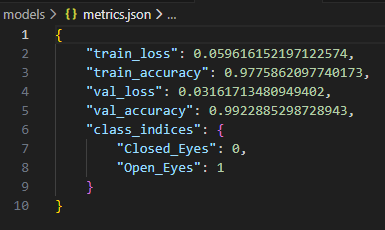 models > {} metrics.json > ...
1 {
2 "train_loss": 0.059616152197122574,
3 "train_accuracy": 0.9775862097740173,
4 "val_loss": 0.03161713480949402,
5 "val_accuracy": 0.9922885298728943,
6 "class_indices": {
7 "Closed_Eyes": 0,
8 "Open_Eyes": 1
9 }
10 }